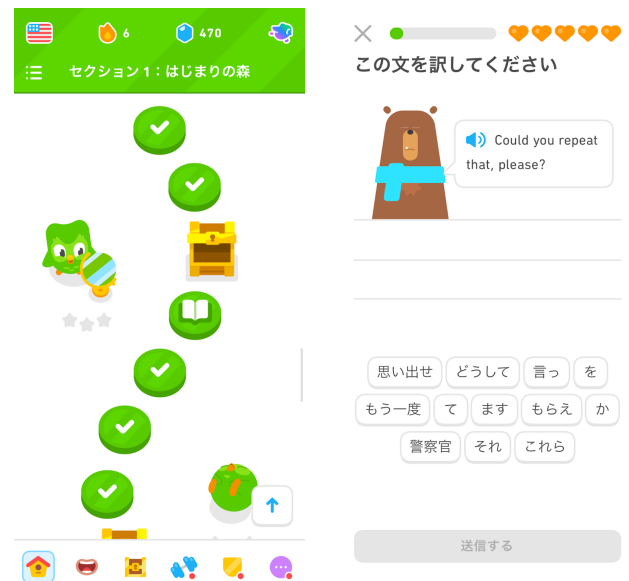 6
470
セクション 1：はじまりの森
この文を訳してください
Could you repeat
that, please?
思い出せ
どうして
言っ
を
もう一度
て
ます
もらえ
か
警察官
それ
これら
送信する